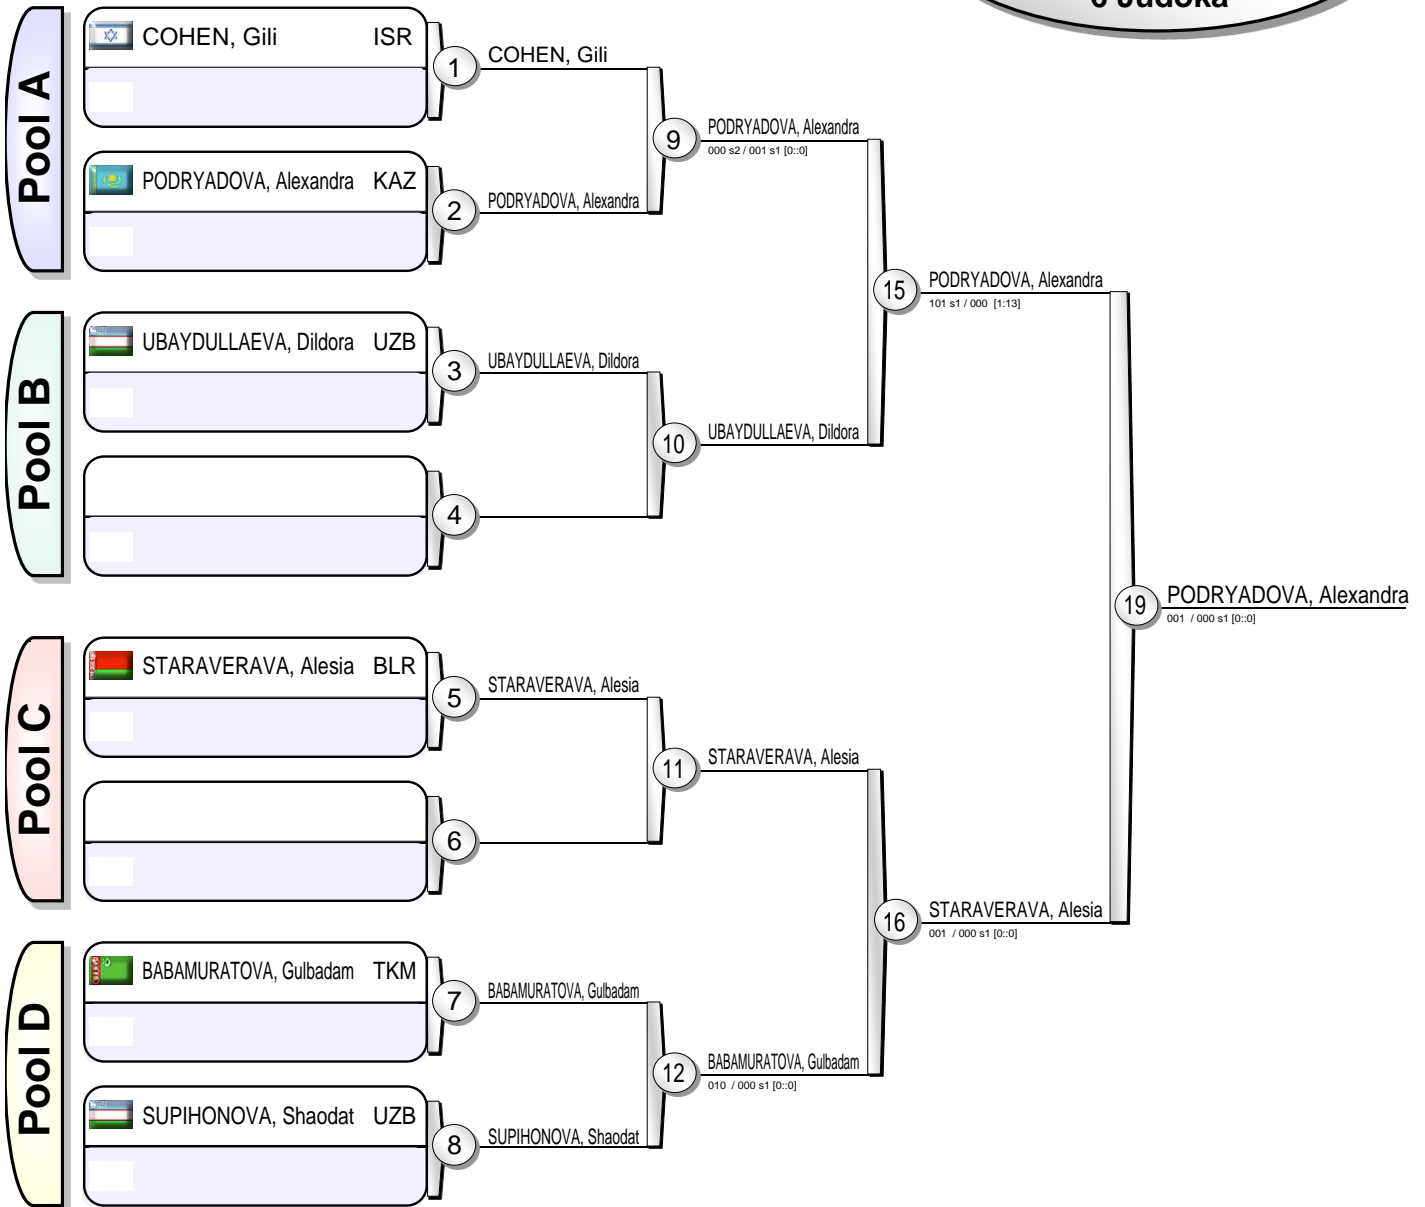 6 Judoka
Pool A
COHEN, Gili ISR
1
COHEN, Gili
PODRYADOVA, Alexandra KAZ
2
PODRYADOVA, Alexandra
9
PODRYADOVA, Alexandra
000 s2 / 001 s1 [0::0]
Pool B
UBAYDULLAEVA, Dildora UZB
3
UBAYDULLAEVA, Dildora
4
10
UBAYDULLAEVA, Dildora
15
PODRYADOVA, Alexandra
101 s1 / 000 [1:13]
Pool C
STARAVERAVA, Alesia BLR
5
STARAVERAVA, Alesia
6
11
STARAVERAVA, Alesia
Pool D
BABAMURATOVA, Gulbadam TKM
7
BABAMURATOVA, Gulbadam
SUPIHONOVA, Shaodat UZB
8
SUPIHONOVA, Shaodat
12
BABAMURATOVA, Gulbadam
010 / 000 s1 [0::0]
16
STARAVERAVA, Alesia
001 / 000 s1 [0::0]
19
PODRYADOVA, Alexandra
001 / 000 s1 [0::0]